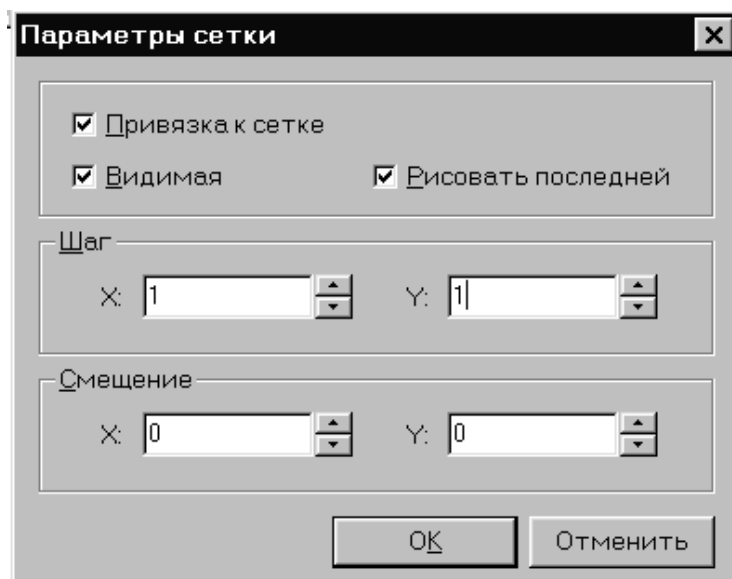 Параметры сетки
Привязка к сетке
Видимая Рисовать последней
Шаг
X: 1 Y: 1
Смещение
X: 0 Y: 0
OK Отменить